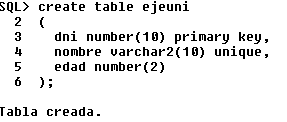 SQL> create table ejeuni
2 (
3 dni number(10) primary key,
4 nombre varchar2(10) unique,
5 edad number(2)
6 );
Tabla creada.